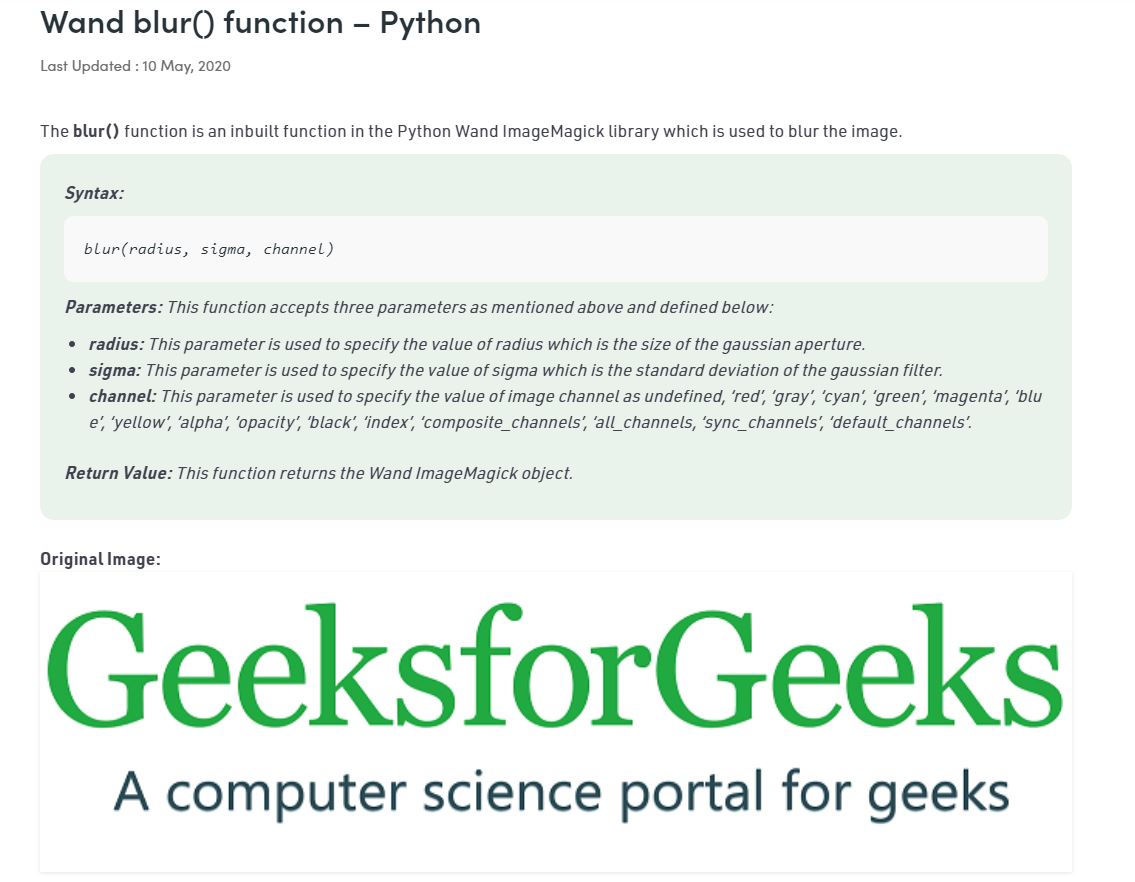 Wand blur() function – Python
Last Updated : 10 May, 2020
The blur() function is an inbuilt function in the Python Wand ImageMagick library which is used to blur the image.
Syntax:
blur(radius, sigma, channel)
Parameters: This function accepts three parameters as mentioned above and defined below:
• radius: This parameter is used to specify the value of radius which is the size of the gaussian aperture.
• sigma: This parameter is used to specify the value of sigma which is the standard deviation of the gaussian filter.
• channel: This parameter is used to specify the value of image channel as undefined, ‘red’, ‘gray’, ‘cyan’, ‘green’, ‘magenta’, ‘blu
e’, ‘yellow’, ‘alpha’, ‘opacity’, ‘black’, ‘index’, ‘composite_channels’, ‘all_channels, ‘sync_channels’, ‘default_channels’.
Return Value: This function returns the Wand ImageMagick object.
Original Image:
GeeksforGeeks
A computer science portal for geeks